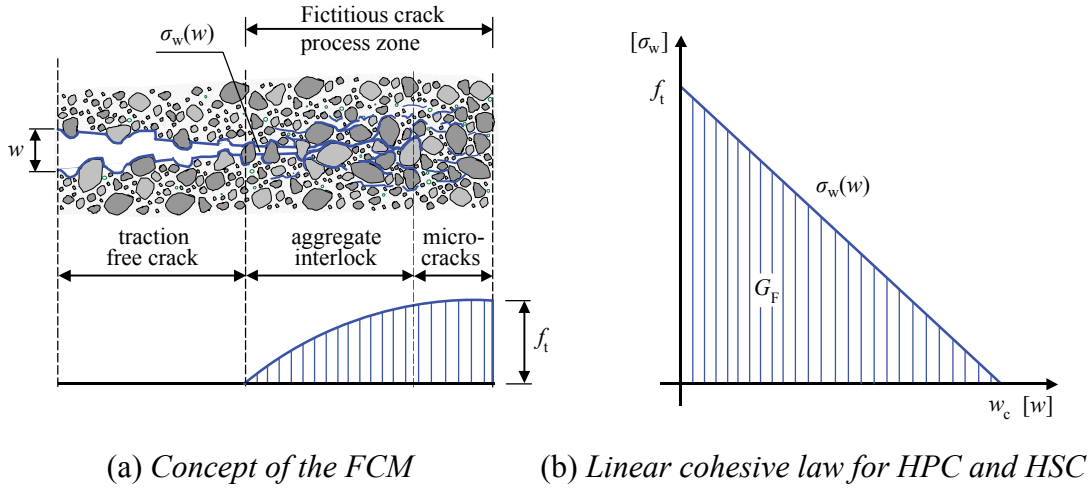 Fictitious crack
process zone
σw(w)
w
traction
free crack
aggregate
interlock
micro-
cracks
ft
(a) Concept of the FCM
[σw]
ft
σw(w)
GF
wc [w]
(b) Linear cohesive law for HPC and HSC